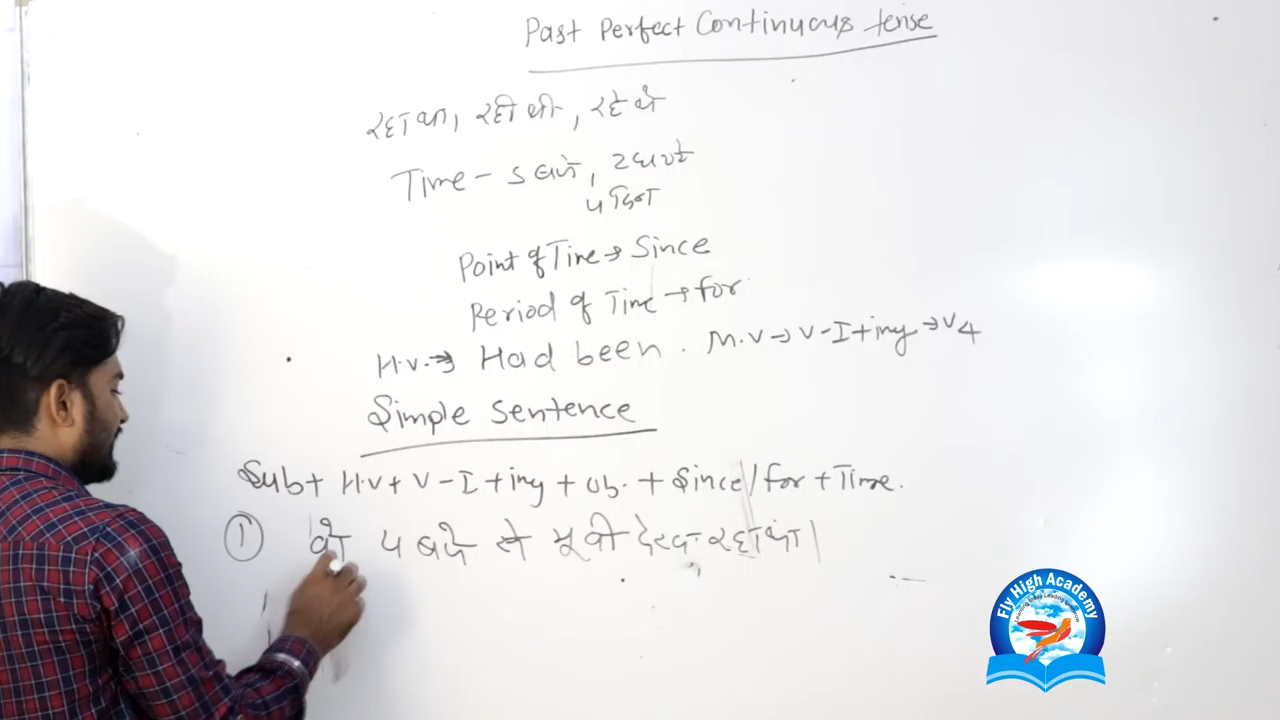 Past Perfect Continuous tense
रहा था, रही थी, रहे थे
Time - 5 बजे, 2 घण्टे
, 4 दिन
Point of Time → Since
Period of Time → for
H.V. → Had been. M.V → V-I+ing → V4
Simple Sentence
Sub + H.V + V-I + ing + ob. + Since/for + Time.
① वो 4 बजे से मूवी देख रहा था।
Fly High Academy